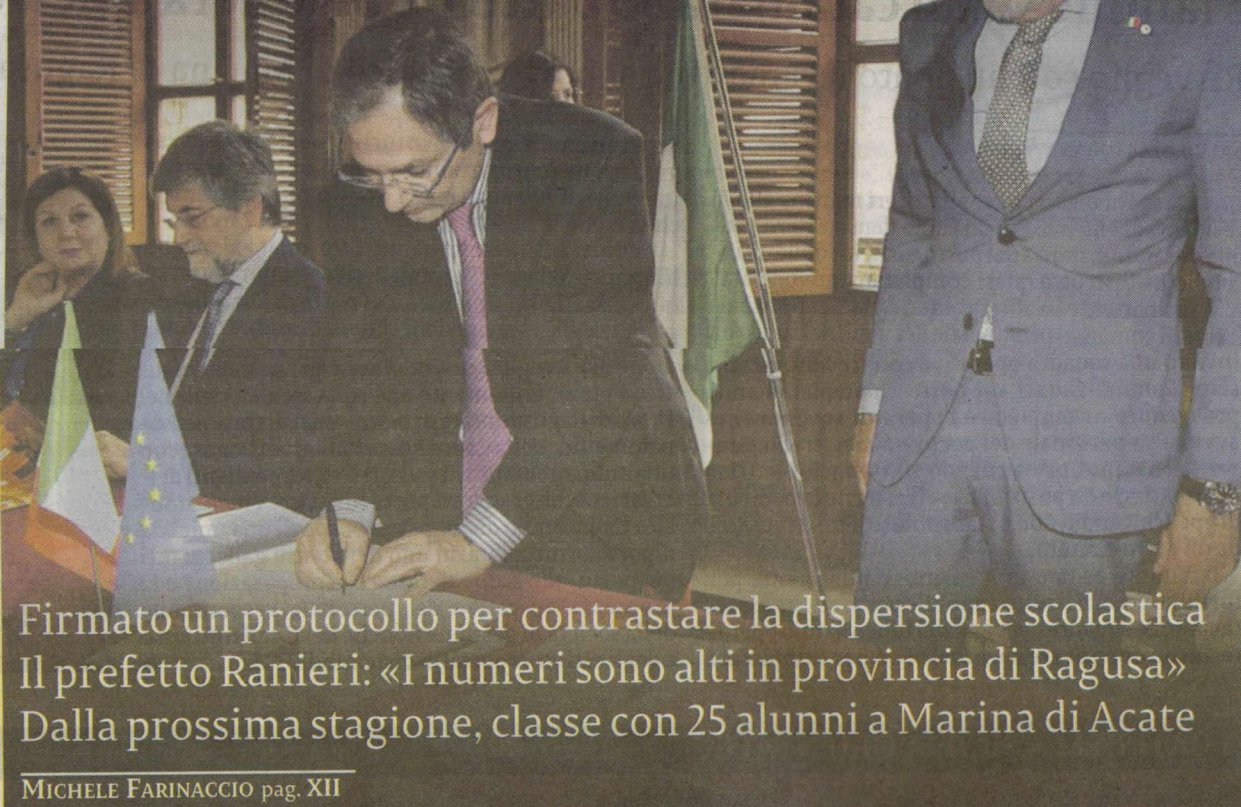 Firmato un protocollo per contrastare la dispersione scolastica
Il prefetto Ranieri: «I numeri sono alti in provincia di Ragusa»
Dalla prossima stagione, classe con 25 alunni a Marina di Acate
MICHELE FARINACCIO pag. XII